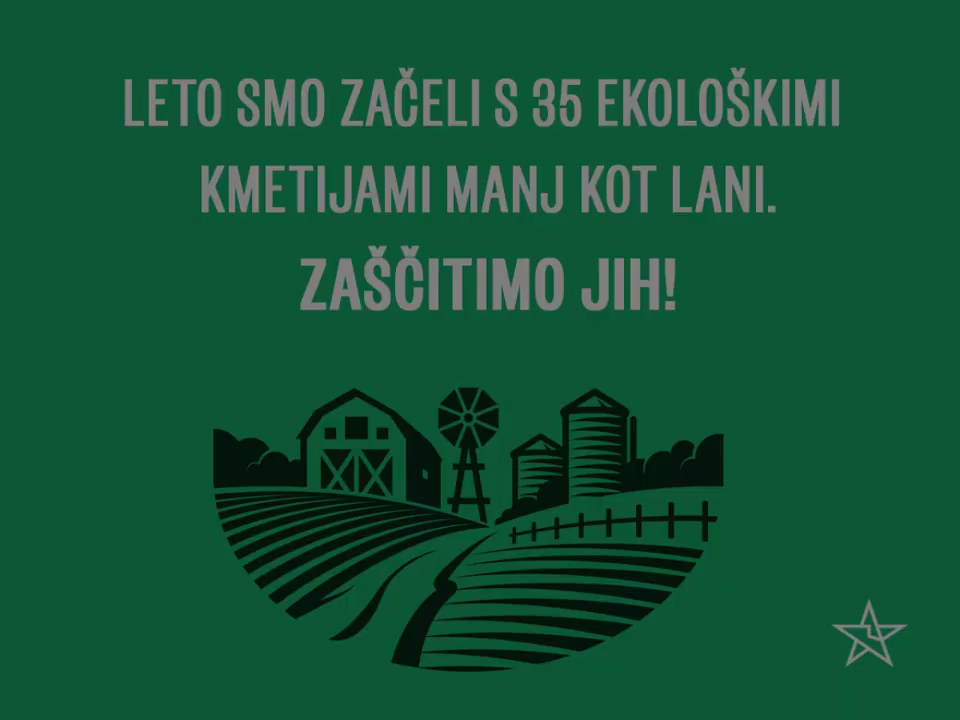 LETO SMO ZAČELI S 35 EKOLOŠKIMI
KMETIJAMI MANJ KOT LANI.
ZAŠČITIMO JIH!